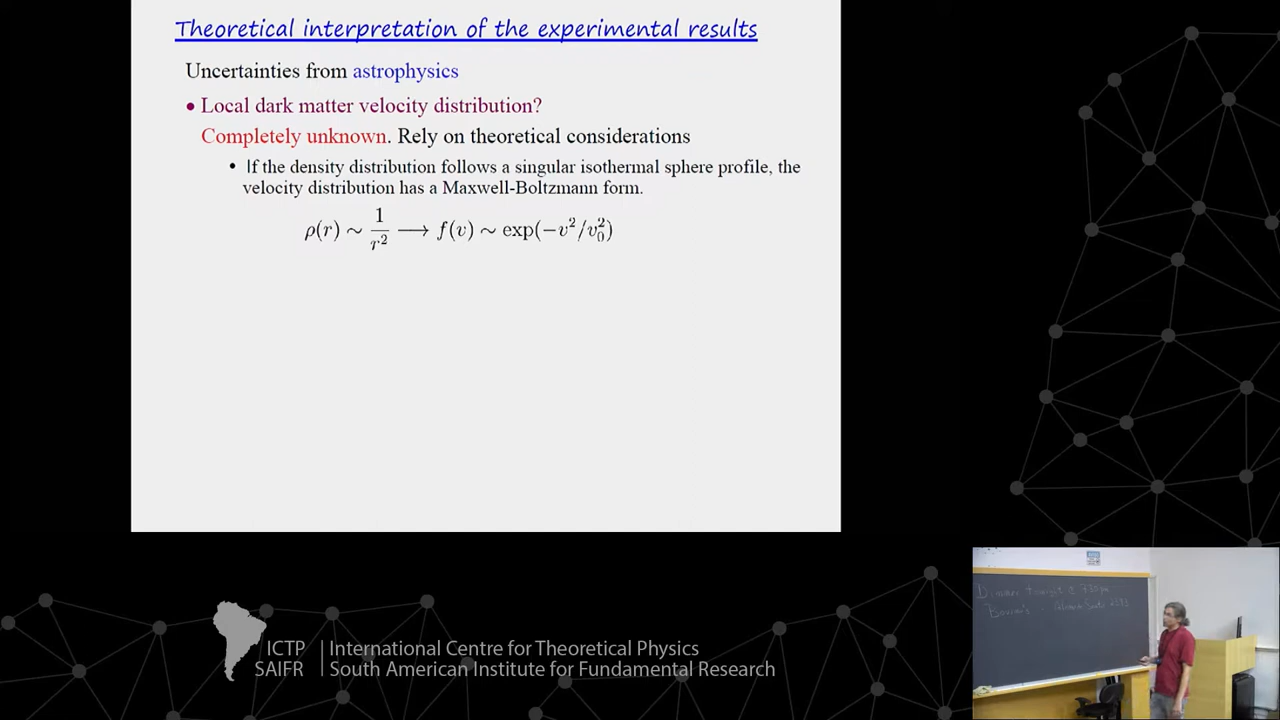 Theoretical interpretation of the experimental results
Uncertainties from astrophysics
• Local dark matter velocity distribution?
Completely unknown. Rely on theoretical considerations
• If the density distribution follows a singular isothermal sphere profile, the
velocity distribution has a Maxwell-Boltzmann form.
ρ(r) ∼ 1/r² ⟶ f(v) ∼ exp(−v²/v₀²)
ICTP | International Centre for Theoretical Physics
SAIFR | South American Institute for Fundamental Research